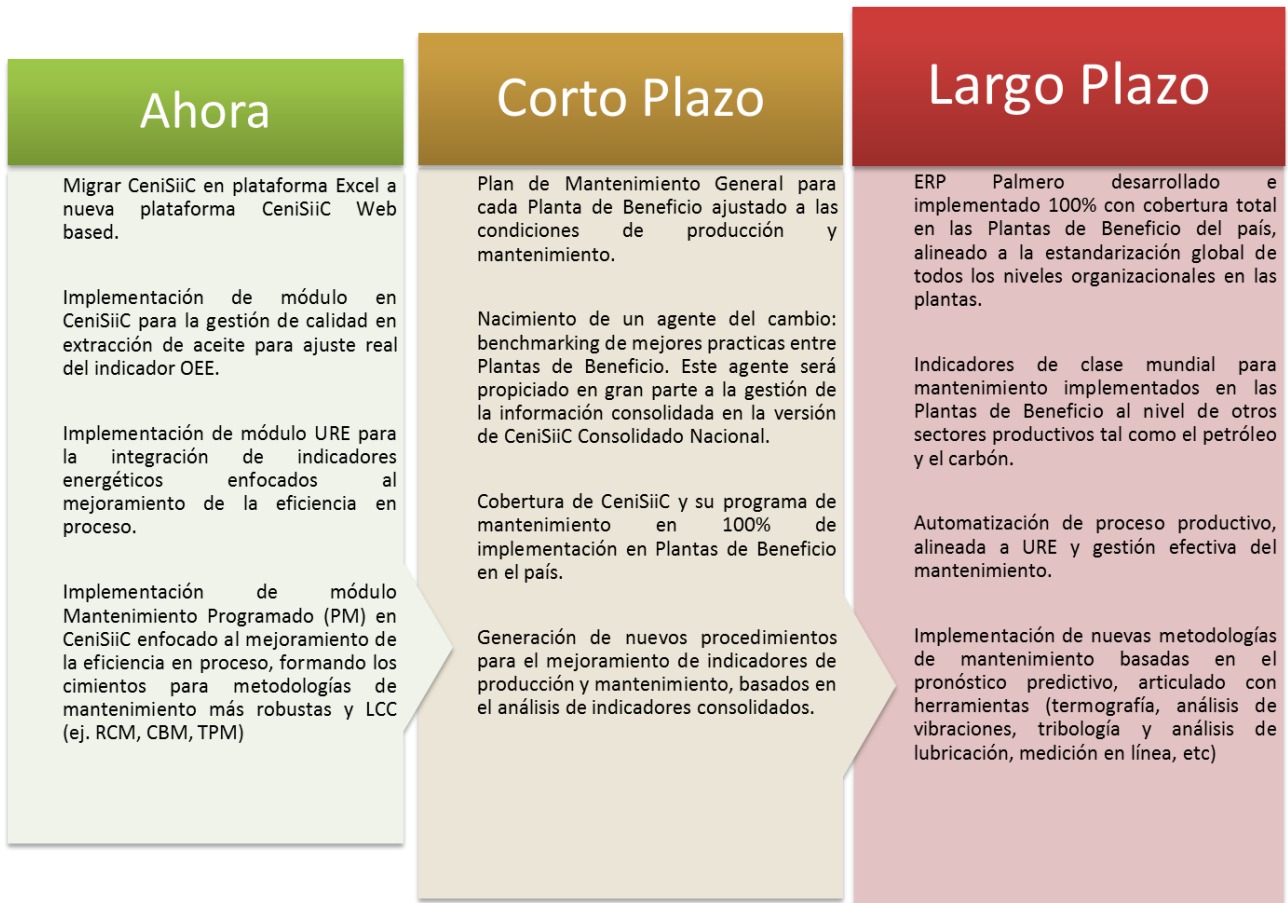 Ahora
Migrar CeniSiiC en plataforma Excel a
nueva plataforma CeniSiiC Web
based.
Implementación de módulo en
CeniSiiC para la gestión de calidad en
extracción de aceite para ajuste real
del indicador OEE.
Implementación de módulo URE para
la integración de indicadores
energéticos enfocados al
mejoramiento de la eficiencia en
proceso.
Implementación de módulo
Mantenimiento Programado (PM) en
CeniSiiC enfocado al mejoramiento de
la eficiencia en proceso, formando los
cimientos para metodologías de
mantenimiento más robustas y LCC
(ej. RCM, CBM, TPM)
Corto Plazo
Plan de Mantenimiento General para
cada Planta de Beneficio ajustado a las
condiciones de producción y
mantenimiento.
Nacimiento de un agente del cambio:
benchmarking de mejores practicas entre
Plantas de Beneficio. Este agente será
propiciado en gran parte a la gestión de
la información consolidada en la versión
de CeniSiiC Consolidado Nacional.
Cobertura de CeniSiiC y su programa de
mantenimiento en 100% de
implementación en Plantas de Beneficio
en el país.
Generación de nuevos procedimientos
para el mejoramiento de indicadores de
producción y mantenimiento, basados en
el análisis de indicadores consolidados.
Largo Plazo
ERP Palmero desarrollado e
implementado 100% con cobertura total
en las Plantas de Beneficio del país,
alineado a la estandarización global de
todos los niveles organizacionales en las
plantas.
Indicadores de clase mundial para
mantenimiento implementados en las
Plantas de Beneficio al nivel de otros
sectores productivos tal como el petróleo
y el carbón.
Automatización de proceso productivo,
alineada a URE y gestión efectiva del
mantenimiento.
Implementación de nuevas metodologías
de mantenimiento basadas en el
pronóstico predictivo, articulado con
herramientas (termografía, análisis de
vibraciones, tribología y análisis de
lubricación, medición en línea, etc)